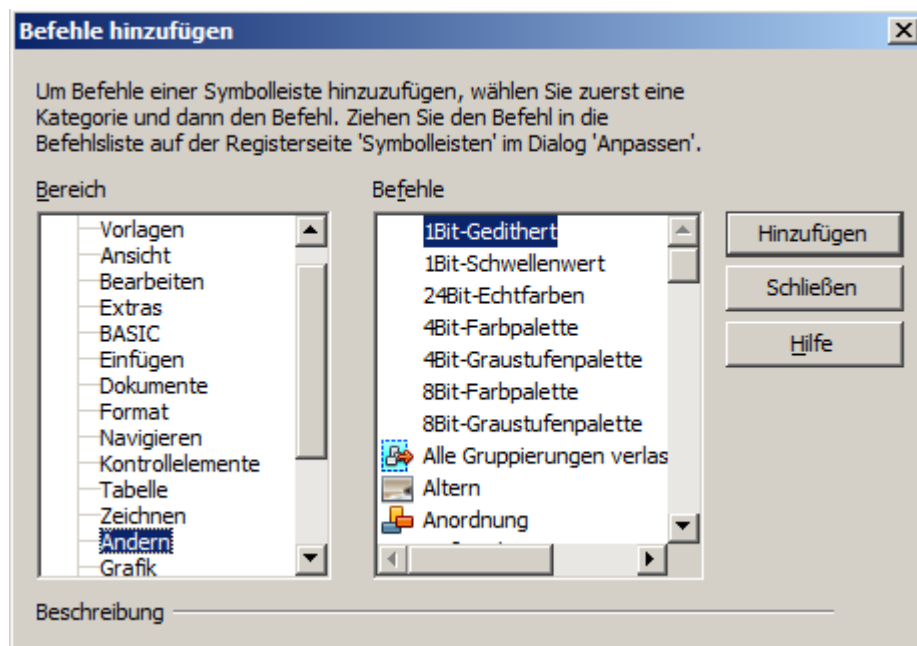 Befehle hinzufügen
Um Befehle einer Symbolleiste hinzuzufügen, wählen Sie zuerst eine
Kategorie und dann den Befehl. Ziehen Sie den Befehl in die
Befehlsliste auf der Registerseite 'Symbolleisten' im Dialog 'Anpassen'.
Bereich
Vorlagen
Ansicht
Bearbeiten
Extras
BASIC
Einfügen
Dokumente
Format
Navigieren
Kontrollelemente
Tabelle
Zeichnen
Ändern
Grafik
Befehle
1Bit-Gedithert
1Bit-Schwellenwert
24Bit-Echtfarben
4Bit-Farbpalette
4Bit-Graustufenpalette
8Bit-Farbpalette
8Bit-Graustufenpalette
Alle Gruppierungen verlas
Altern
Anordnung
Hinzufügen
Schließen
Hilfe
Beschreibung